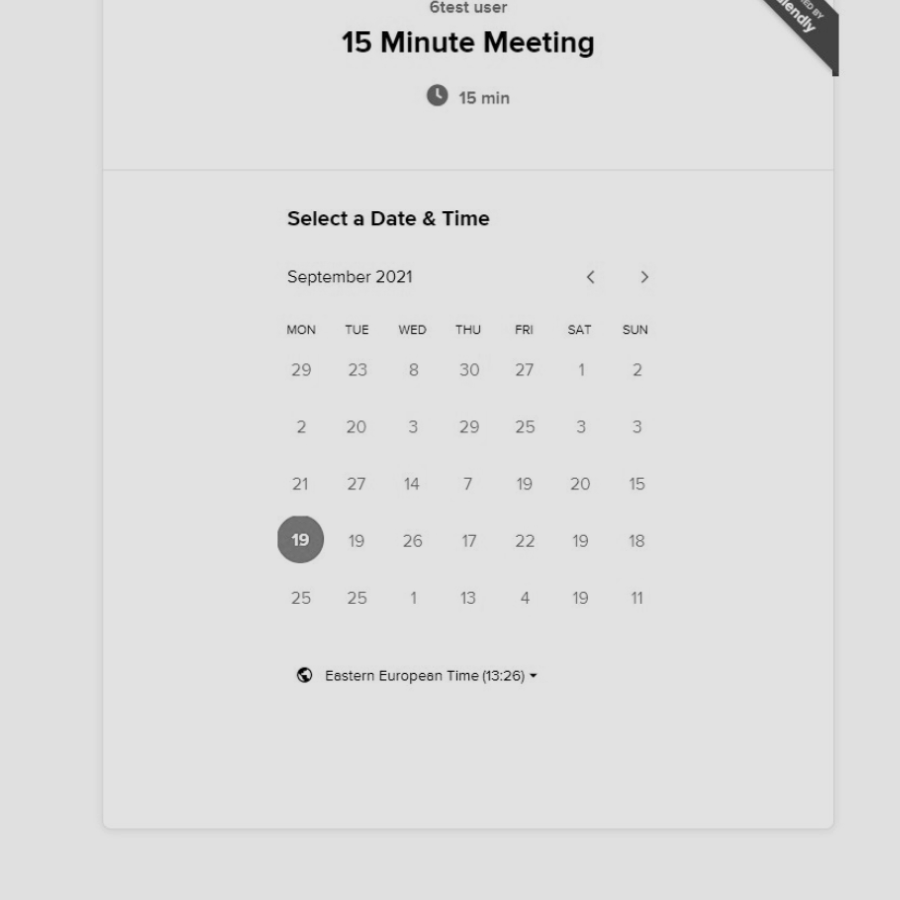 6test user
15 Minute Meeting
15 min
Select a Date & Time
September 2021
MON TUE WED THU FRI SAT SUN
29 23 8 30 27 1 2
2 20 3 29 25 3 3
21 27 14 7 19 20 15
19 19 26 17 22 19 18
25 25 1 13 4 19 11
Eastern European Time (13:26)